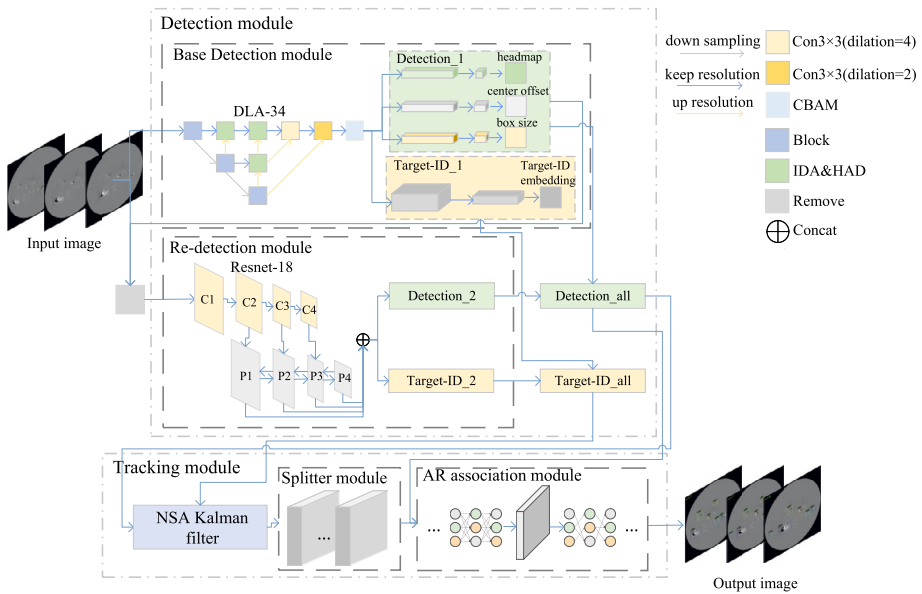 Detection module
Base Detection module
DLA-34
Detection_1
headmap
center offset
box size
Target-ID_1
Target-ID
embedding
Input image
down sampling
keep resolution
up resolution
Con3×3(dilation=4)
Con3×3(dilation=2)
CBAM
Block
IDA&HAD
Remove
Concat
Re-detection module
Resnet-18
C1
C2
C3
C4
P1
P2
P3
P4
Detection_2
Detection_all
Target-ID_2
Target-ID_all
Tracking module
NSA Kalman
filter
Splitter module
...
AR association module
...
...
Output image